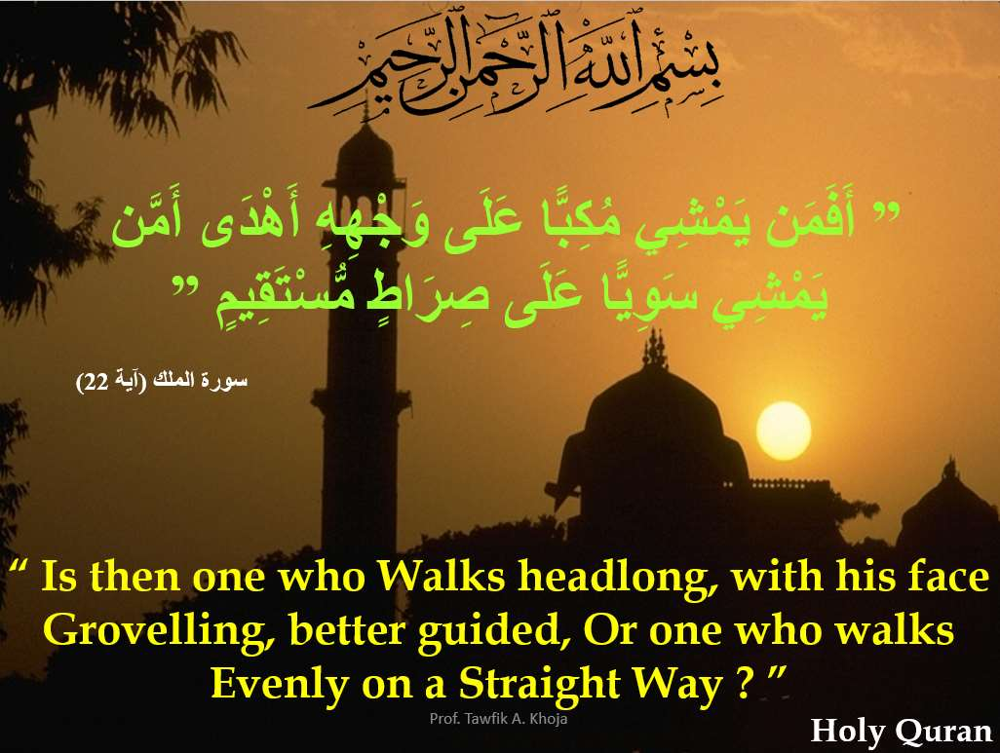 بِسْمِ اللَّهِ الرَّحْمَنِ الرَّحِيمِ
” أَفَمَن يَمْشِي مُكِبًّا عَلَى وَجْهِهِ أَهْدَى أَمَّن
يَمْشِي سَوِيًّا عَلَى صِرَاطٍ مُّسْتَقِيمٍ ”
سورة الملك (آية 22)
“ Is then one who Walks headlong, with his face
Grovelling, better guided, Or one who walks
Evenly on a Straight Way ? ”
Prof. Tawfik A. Khoja
Holy Quran